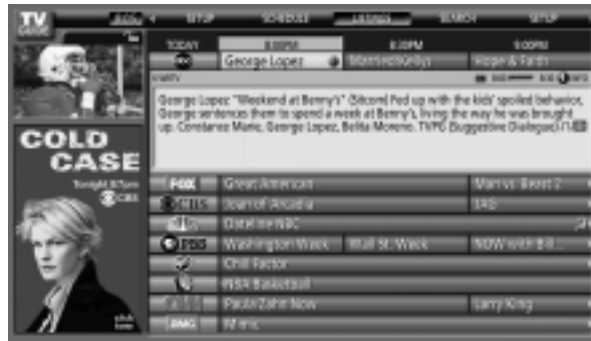 TV
GUIDE
SETUP SCHEDULE LISTINGS SEARCH SETUP
TODAY 8:00PM 8:30PM 9:00PM
abc George Lopez Married/Kellys Hope & Faith
George Lopez "Weekend at Benny's" (Sitcom) Fed up with the kids' spoiled behavior,
George sentences them to spend a week at Benny's, living the way he was brought
up. Constance Marie, George Lopez, Belita Moreno. TVPG (Suggestive Dialogue)
COLD
CASE
Tonight 8/7pm
CBS
FOX Great American Man vs. Beast 2
CBS Joan of Arcadia JAG
Dateline NBC
PBS Washington Week Wall St. Week NOW with Bill...
Chill Factor
NBA Basketball
Paula Zahn Now Larry King
AMC Mimic
click
here